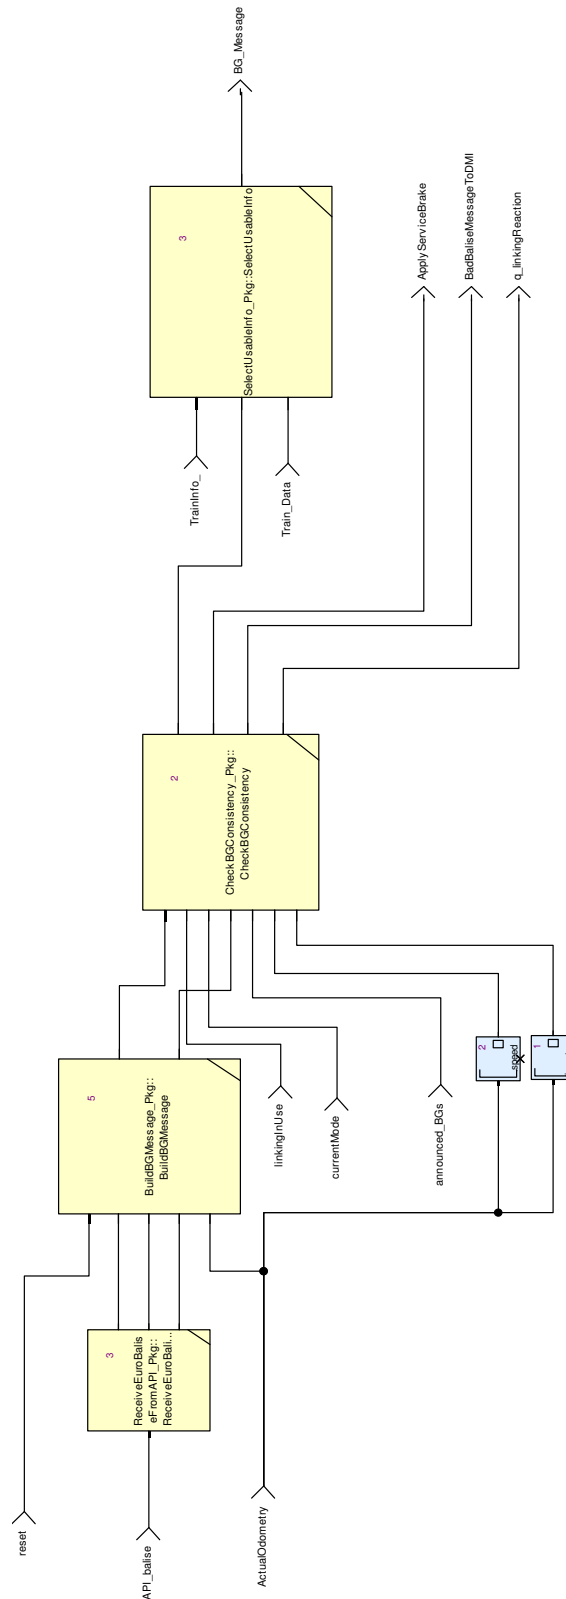 reset
API_balise
ActualOdometry
3
ReceiveEuroBalis
eFromAPI_Pkg::
ReceiveEuroBali...
5
BuildBGMessage_Pkg::
BuildBGMessage
linkingInUse
currentMode
announced_BGs
2
speed
1
2
CheckBGConsistency_Pkg::
CheckBGConsistency
TrainInfo_
Train_Data
3
SelectUsableInfo_Pkg::SelectUsableInfo
BG_Message
ApplyServiceBrake
BadBaliseMessageToDMI
q_linkingReaction